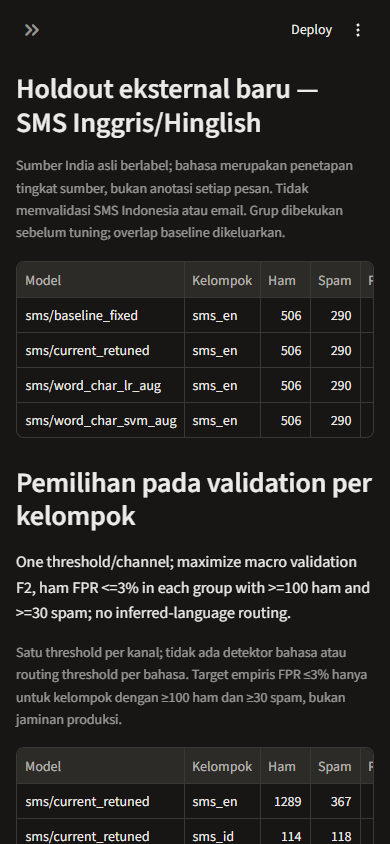 Deploy
Holdout eksternal baru —
SMS Inggris/Hinglish
Sumber India asli berlabel; bahasa merupakan penetapan
tingkat sumber, bukan anotasi setiap pesan. Tidak
memvalidasi SMS Indonesia atau email. Grup dibekukan
sebelum tuning; overlap baseline dikeluarkan.
Model Kelompok Ham Spam
sms/baseline_fixed sms_en 506 290
sms/current_retuned sms_en 506 290
sms/word_char_lr_aug sms_en 506 290
sms/word_char_svm_aug sms_en 506 290
Pemilihan pada validation per
kelompok
One threshold/channel; maximize macro validation
F2, ham FPR <=3% in each group with >=100 ham and
>=30 spam; no inferred-language routing.
Satu threshold per kanal; tidak ada detektor bahasa atau
routing threshold per bahasa. Target empiris FPR ≤3% hanya
untuk kelompok dengan ≥100 ham dan ≥30 spam, bukan
jaminan produksi.
Model Kelompok Ham Spam
sms/current_retuned sms_en 1289 367
sms/current_retuned sms_id 114 118